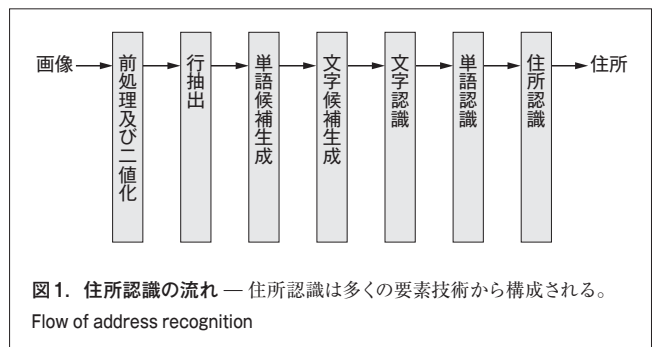 画像
前処理及び二値化
行抽出
単語候補生成
文字候補生成
文字認識
単語認識
住所認識
住所
図1. 住所認識の流れ — 住所認識は多くの要素技術から構成される。
Flow of address recognition